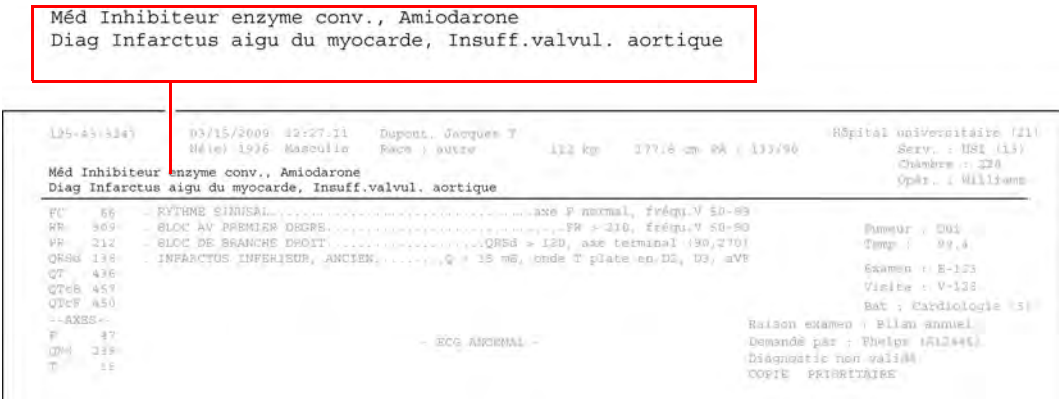 Méd Inhibiteur enzyme conv., Amiodarone
Diag Infarctus aigu du myocarde, Insuff.valvul. aortique
03/15/2009 12:27:11 Dupont, Jacques T Hôpital universitaire (21)
Né(e) 1936 Masculin Race : autre 112 kg 177.8 cm PA : 133/90 Serv. : USI (13)
Chambre : 328
Méd Inhibiteur enzyme conv., Amiodarone
Opér. : Williams
Diag Infarctus aigu du myocarde, Insuff.valvul. aortique
FC 66 . RYTHME SINUSAL..............................axe P normal, fréqu.V 50-99
RR 909 . BLOC AV PREMIER DEGRE..............................PR > 210, fréqu.V 50-90
PR 212 . BLOC DE BRANCHE DROIT....................QRSd > 120, axe terminal (90,270)
QRSd 136 . INFARCTUS INFERIEUR, ANCIEN.........Q > 35 mS, onde T plate en D2, D3, aVF
QT 436
QTcB 457
QTcF 450
--AXES--
P 47
QRS 239
T 18
- ECG ANORMAL -
Fumeur : Oui
Temp : 99.4
Examen : E-123
Visite : V-123
Bat : Cardiologie (5)
Raison examen : Bilan annuel
Demandé par : Phelps
Diagnostic non validé
COPIE PRIORITAIRE